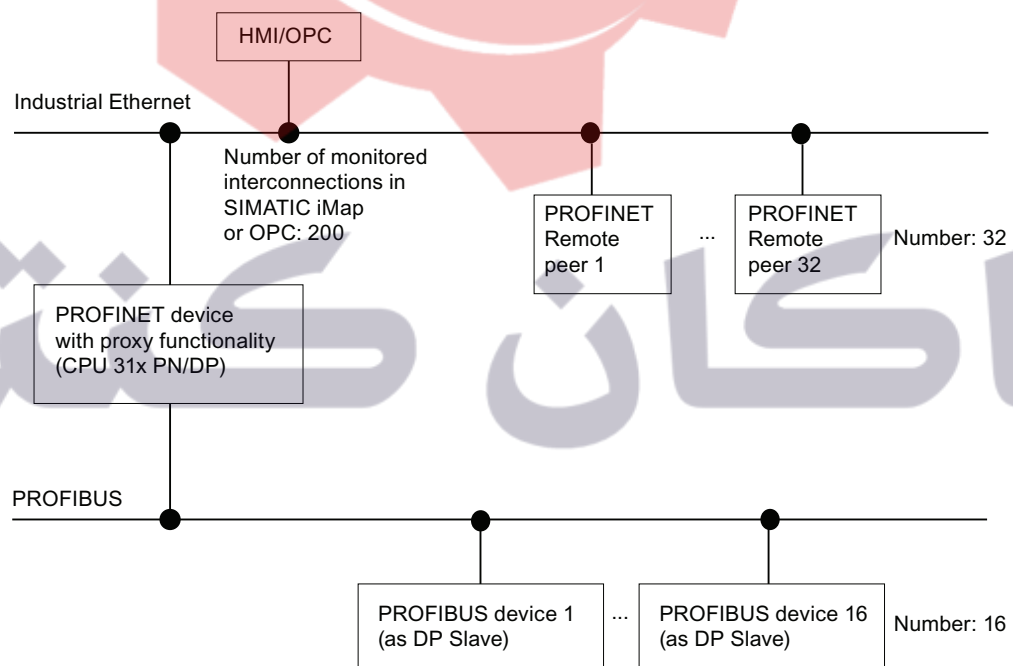 HMI/OPC
Industrial Ethernet
Number of monitored
interconnections in
SIMATIC iMap
or OPC: 200
PROFINET
Remote
peer 1
...
PROFINET
Remote
peer 32
Number: 32
PROFINET device
with proxy functionality
(CPU 31x PN/DP)
PROFIBUS
PROFIBUS device 1
(as DP Slave)
...
PROFIBUS device 16
(as DP Slave)
Number: 16